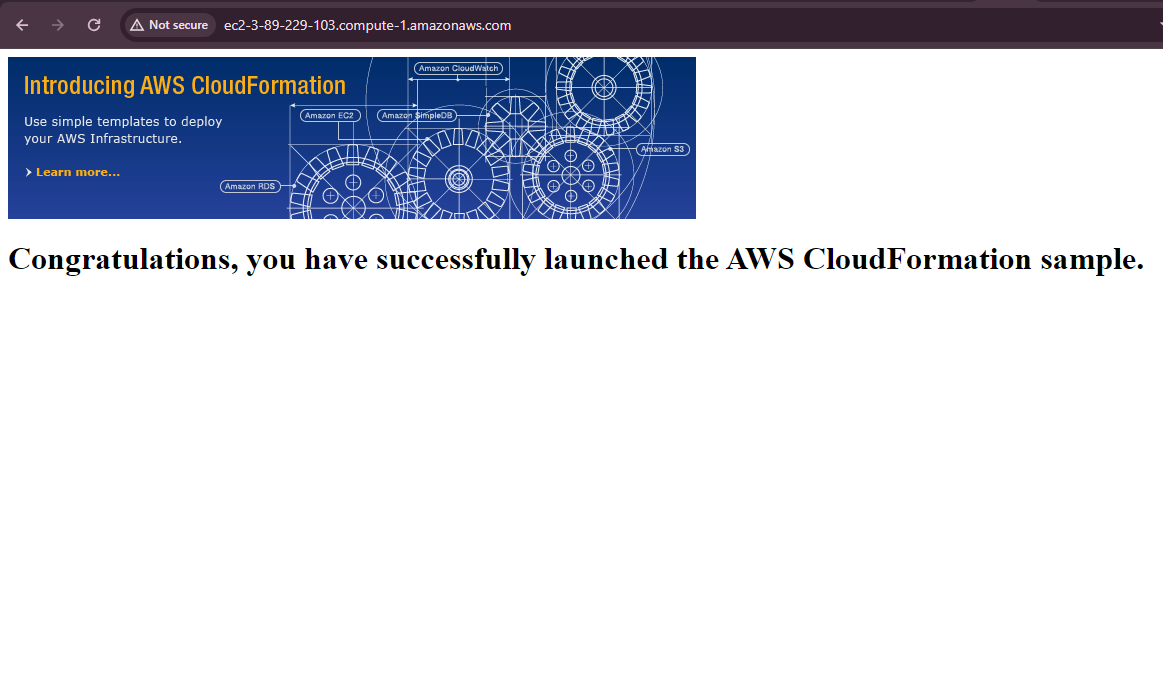 Not secure
ec2-3-89-229-103.compute-1.amazonaws.com
Introducing AWS CloudFormation
Use simple templates to deploy
your AWS Infrastructure.
Learn more...
Amazon CloudWatch
Amazon EC2
Amazon SimpleDB
Amazon S3
Amazon RDS
Congratulations, you have successfully launched the AWS CloudFormation sample.